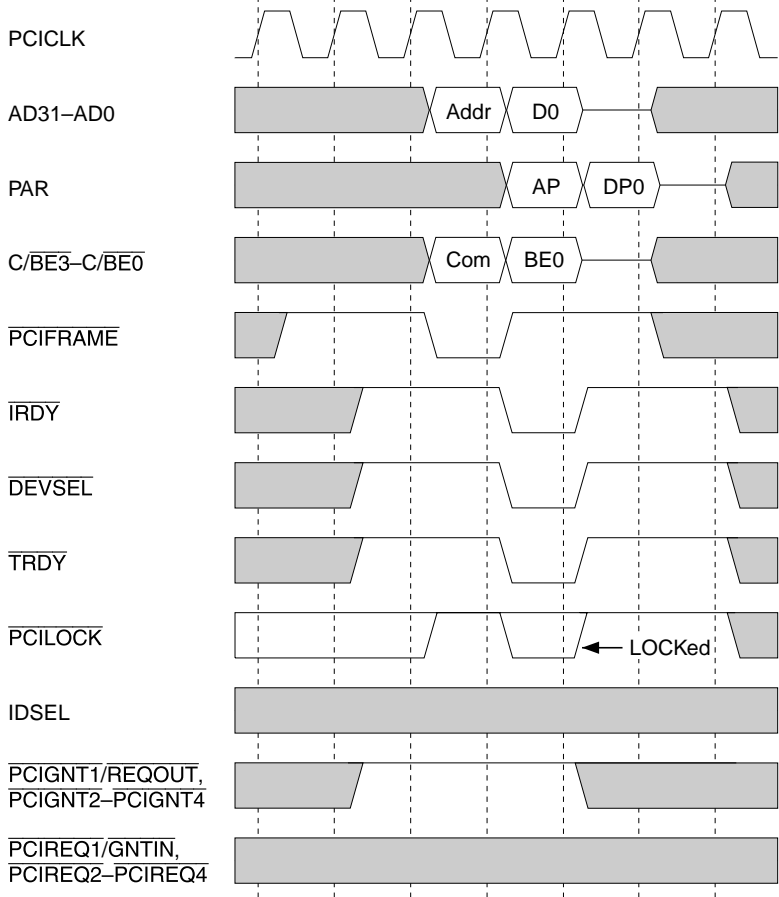 PCICLK
AD31–AD0
Addr D0
PAR
AP DP0
C/BE3–C/BE0
Com BE0
PCIFRAME
IRDY
DEVSEL
TRDY
PCILOCK
LOCKed
IDSEL
PCIGNT1/REQOUT,
PCIGNT2–PCIGNT4
PCIREQ1/GNTIN,
PCIREQ2–PCIREQ4